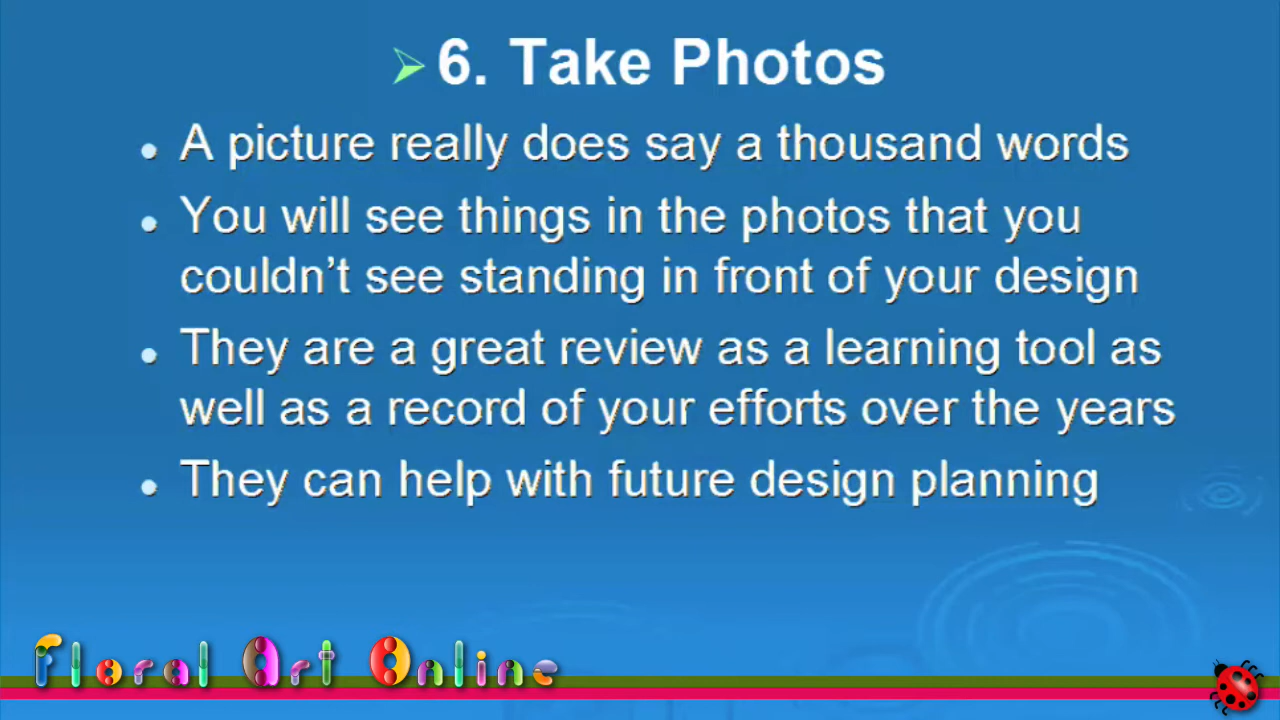 6. Take Photos
A picture really does say a thousand words
You will see things in the photos that you
couldn’t see standing in front of your design
They are a great review as a learning tool as
well as a record of your efforts over the years
They can help with future design planning
Floral Art Online